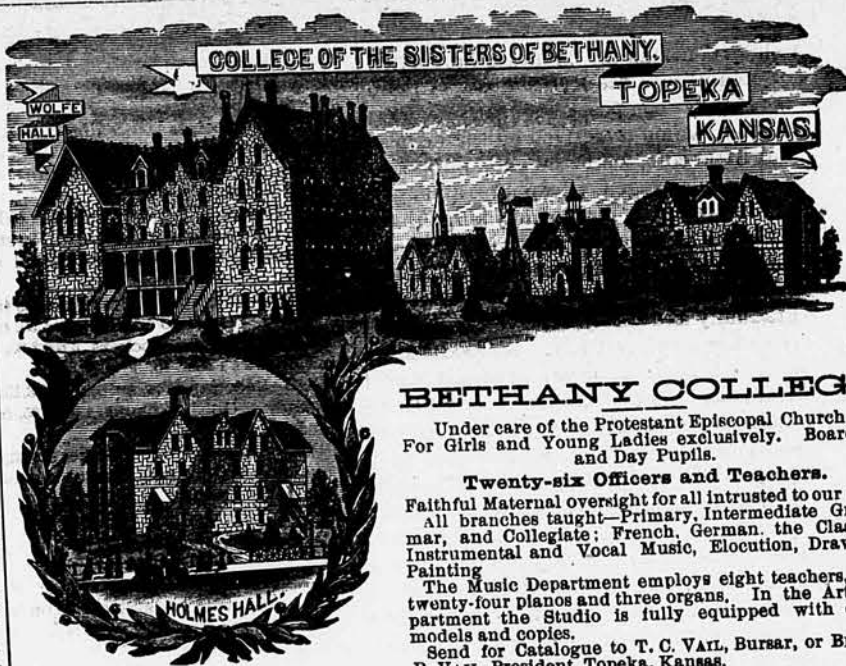 COLLEGE OF THE SISTERS OF BETHANY.
TOPEKA
KANSAS.
WOLFE
HALL
HOLMES HALL.
BETHANY COLLEG
Under care of the Protestant Episcopal Church
For Girls and Young Ladies exclusively. Boar
and Day Pupils.
Twenty-six Officers and Teachers.
Faithful Maternal oversight for all intrusted to our
All branches taught—Primary, Intermediate Gr
mar, and Collegiate; French, German. the Clas
Instrumental and Vocal Music, Elocution, Draw
Painting
The Music Department employs eight teachers,
twenty-four pianos and three organs. In the Art
partment the Studio is fully equipped with
models and copies.
Send for Catalogue to T. C. VAIL, Bursar, or B
P. VAIL, President, Topeka, Kansas.